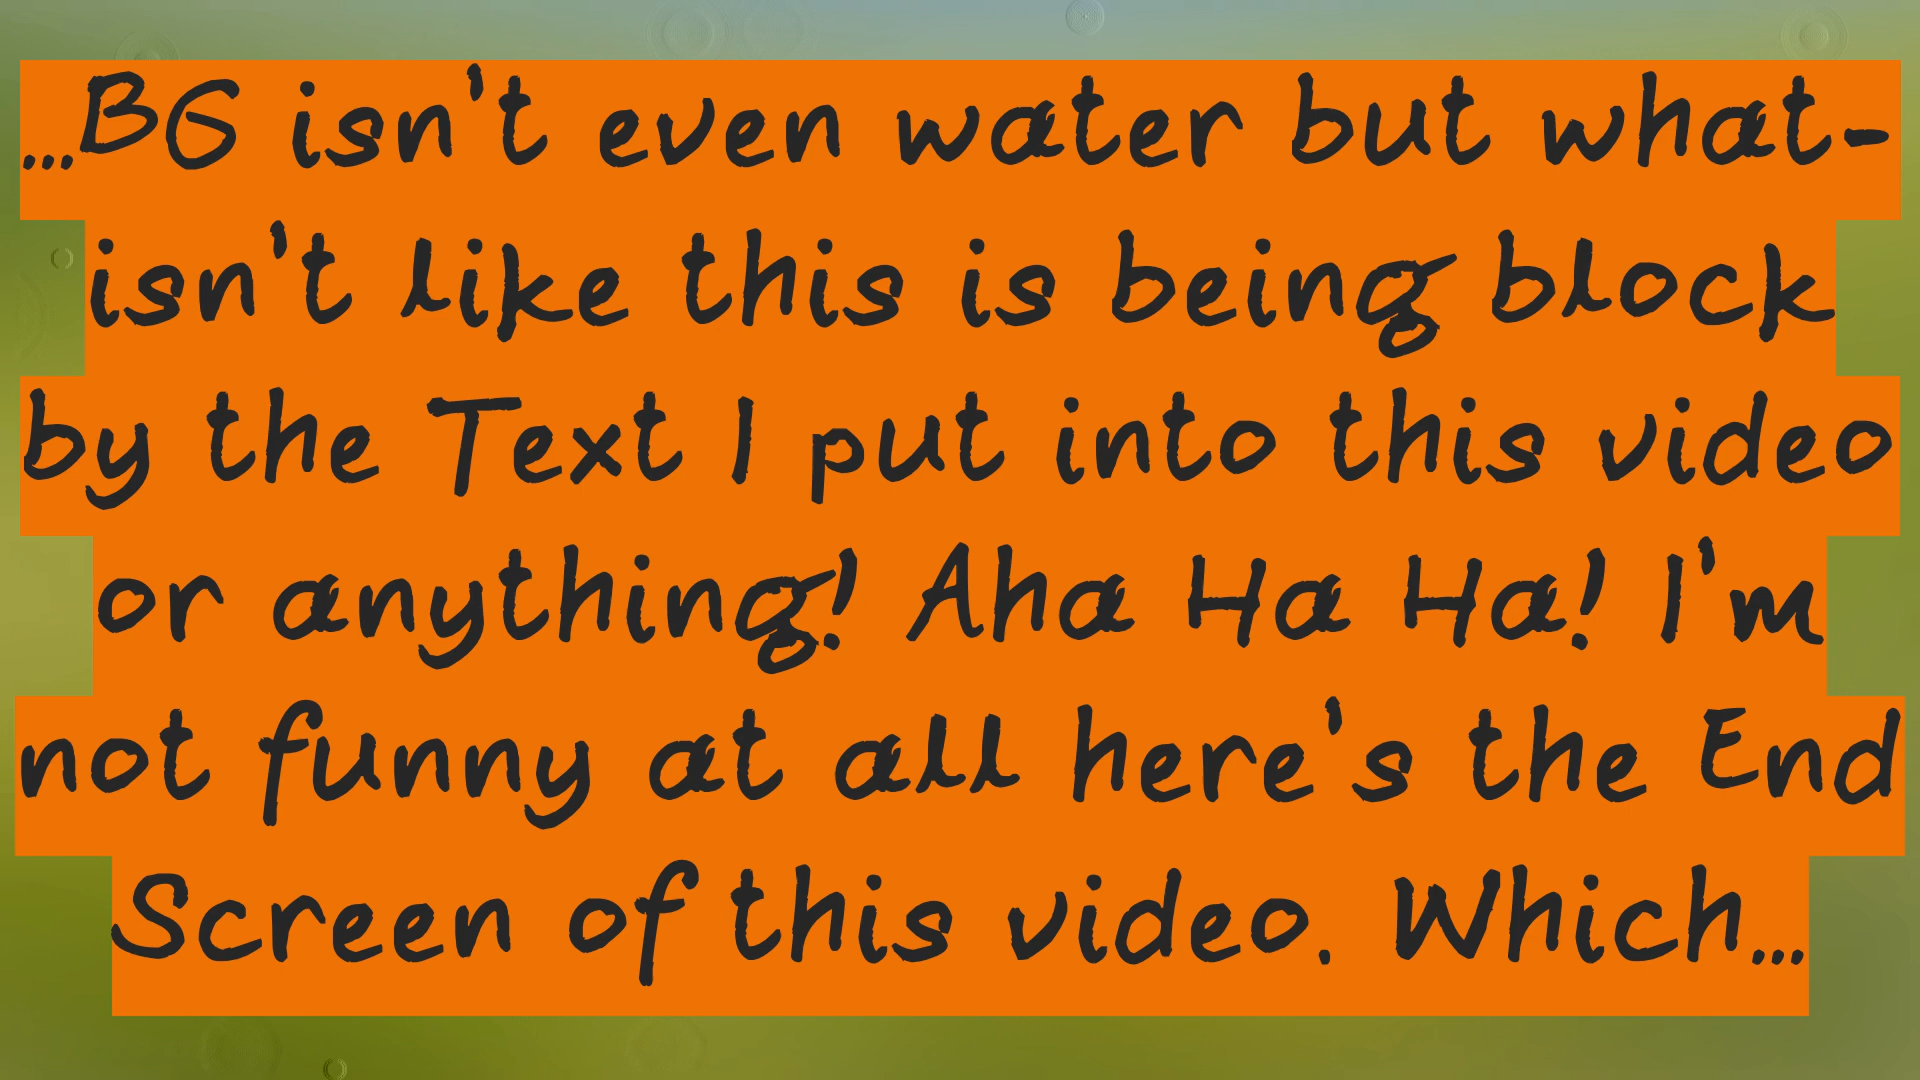 ...BG isn't even water but what-
isn't like this is being block
by the Text I put into this video
or anything! Aha Ha Ha! I'm
not funny at all here's the End
Screen of this video. Which...